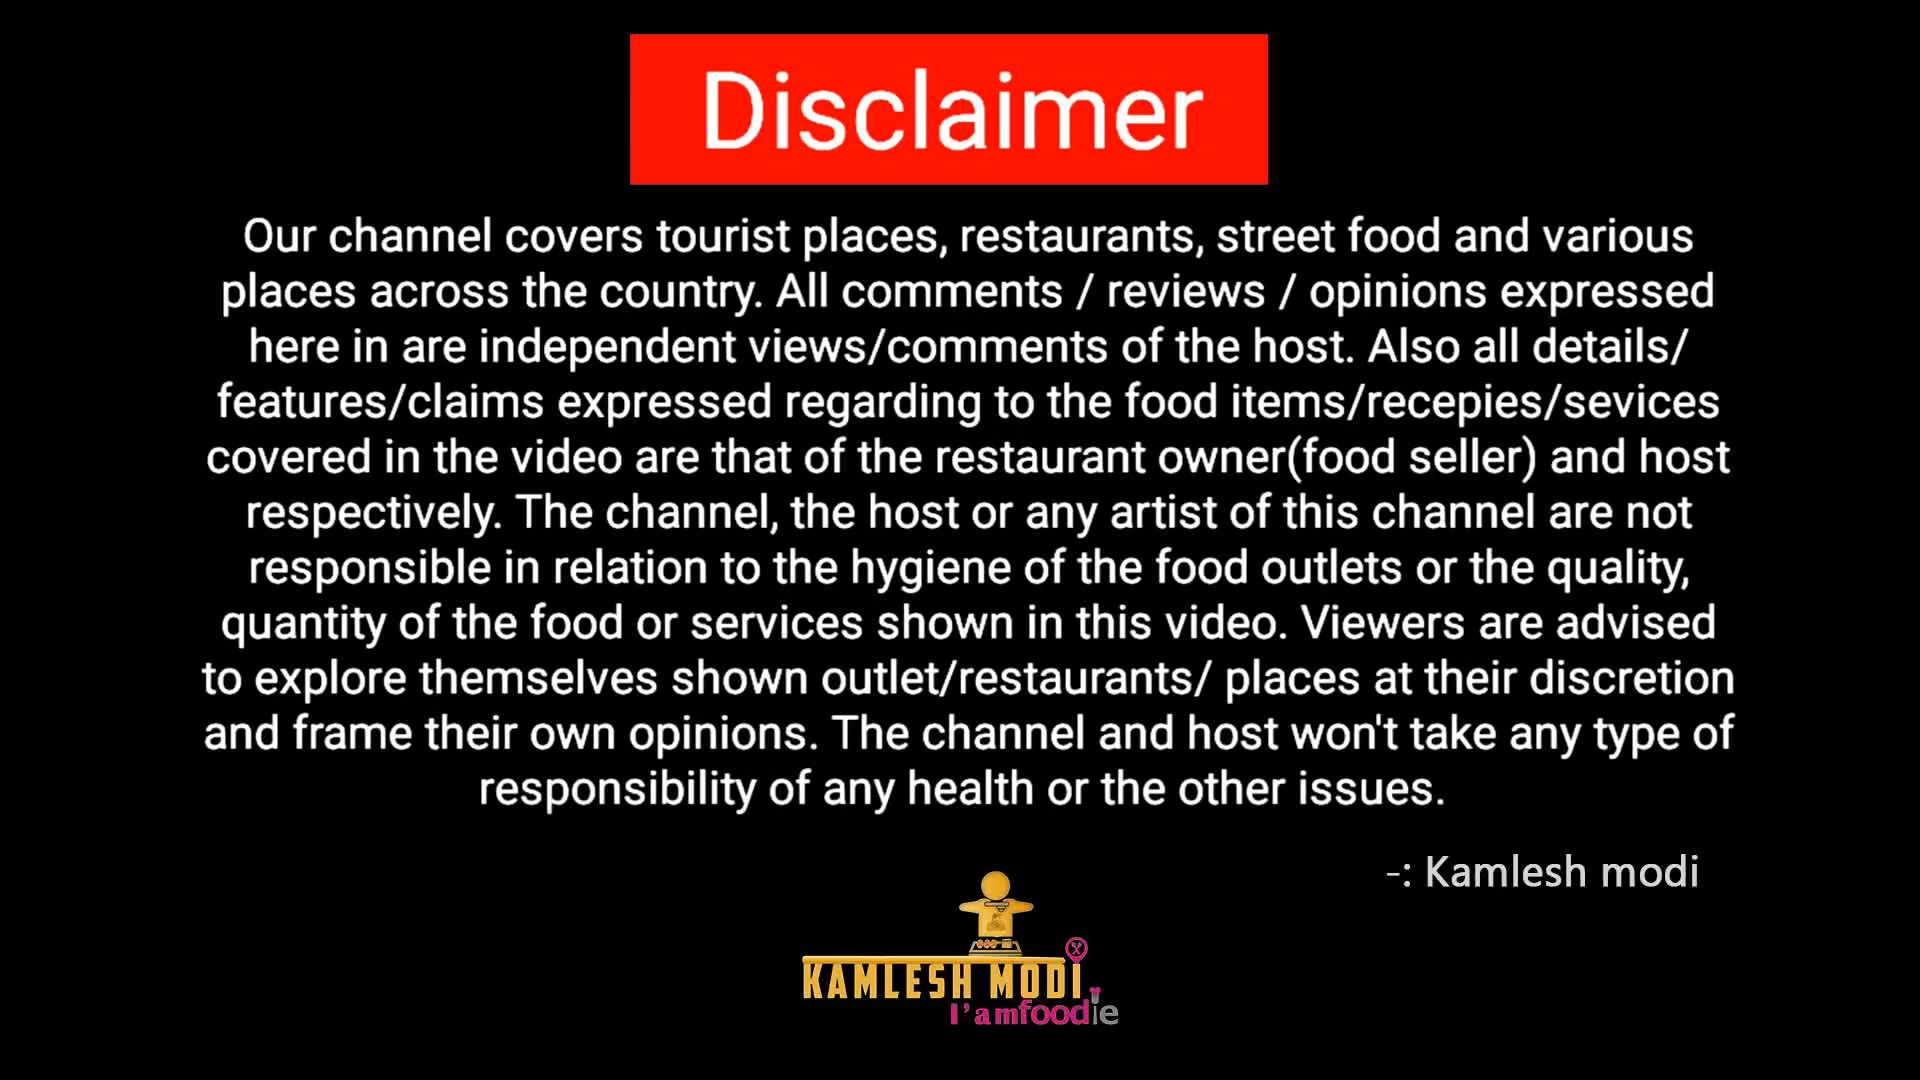 Disclaimer
Our channel covers tourist places, restaurants, street food and various
places across the country. All comments / reviews / opinions expressed
here in are independent views/comments of the host. Also all details/
features/claims expressed regarding to the food items/recepies/sevices
covered in the video are that of the restaurant owner(food seller) and host
respectively. The channel, the host or any artist of this channel are not
responsible in relation to the hygiene of the food outlets or the quality,
quantity of the food or services shown in this video. Viewers are advised
to explore themselves shown outlet/restaurants/ places at their discretion
and frame their own opinions. The channel and host won't take any type of
responsibility of any health or the other issues.
-: Kamlesh modi
KAMLESH MODI
I'amfoodie